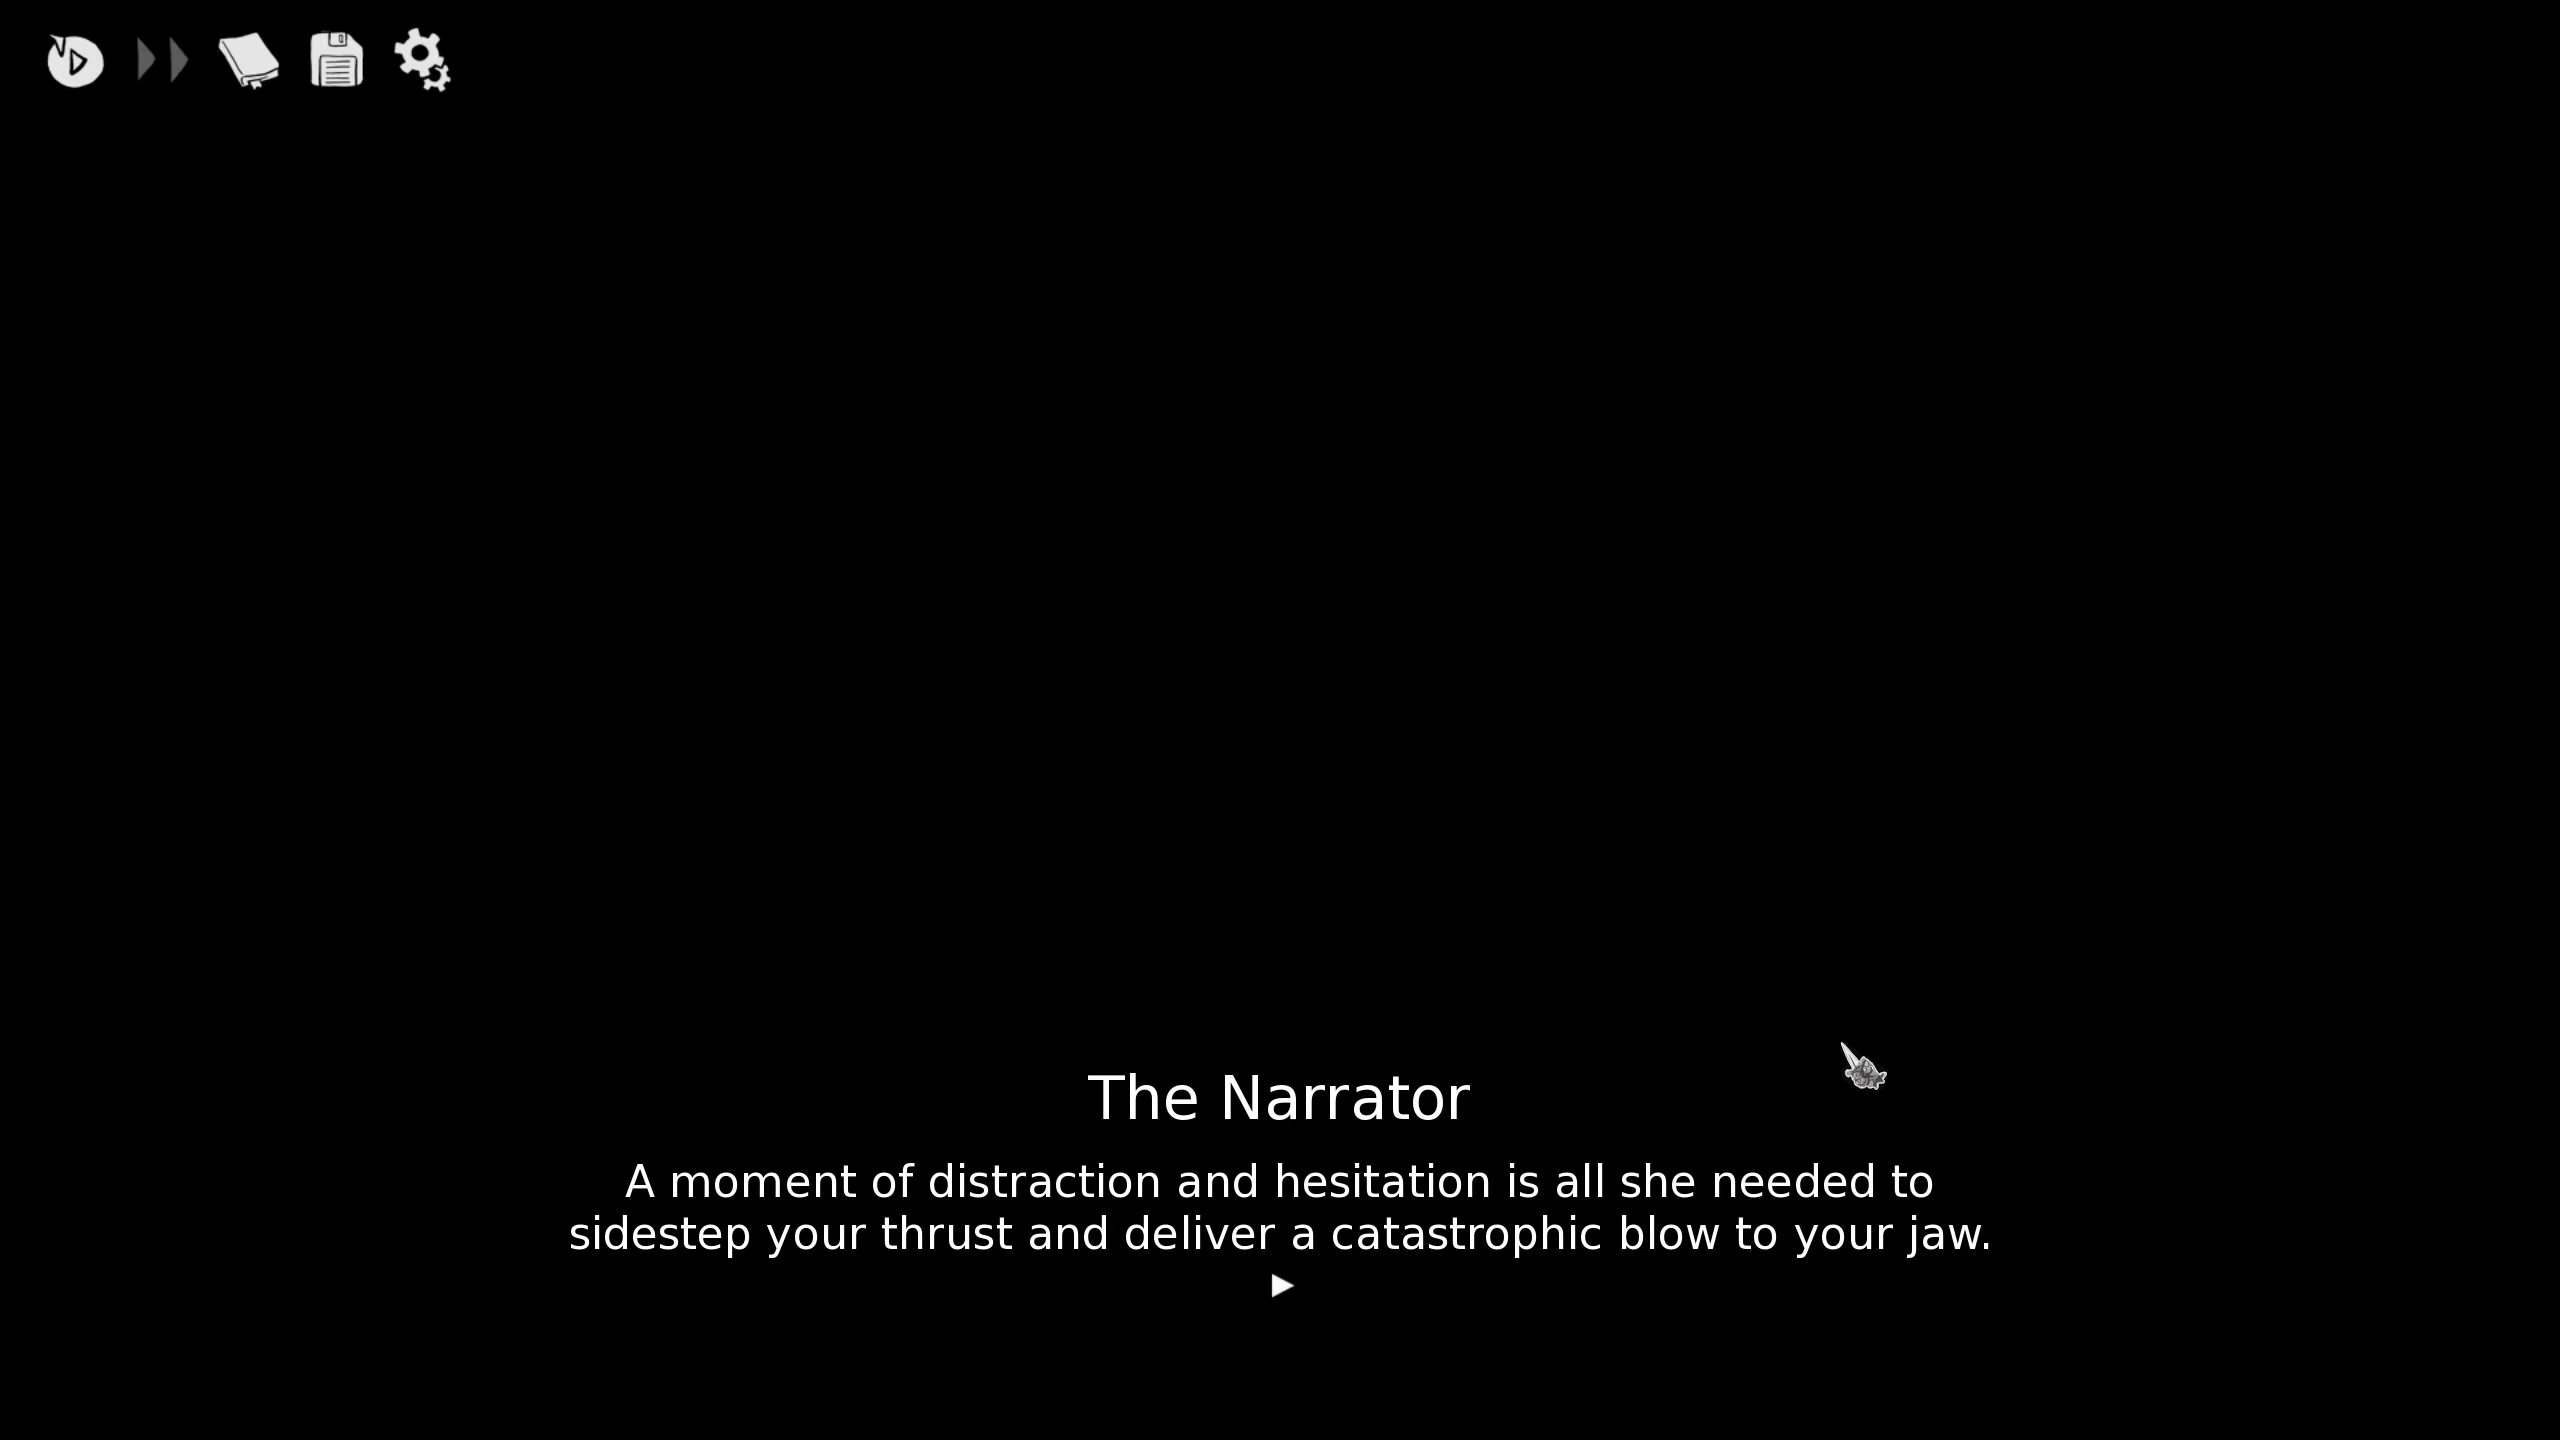 The Narrator
A moment of distraction and hesitation is all she needed to
sidestep your thrust and deliver a catastrophic blow to your jaw.